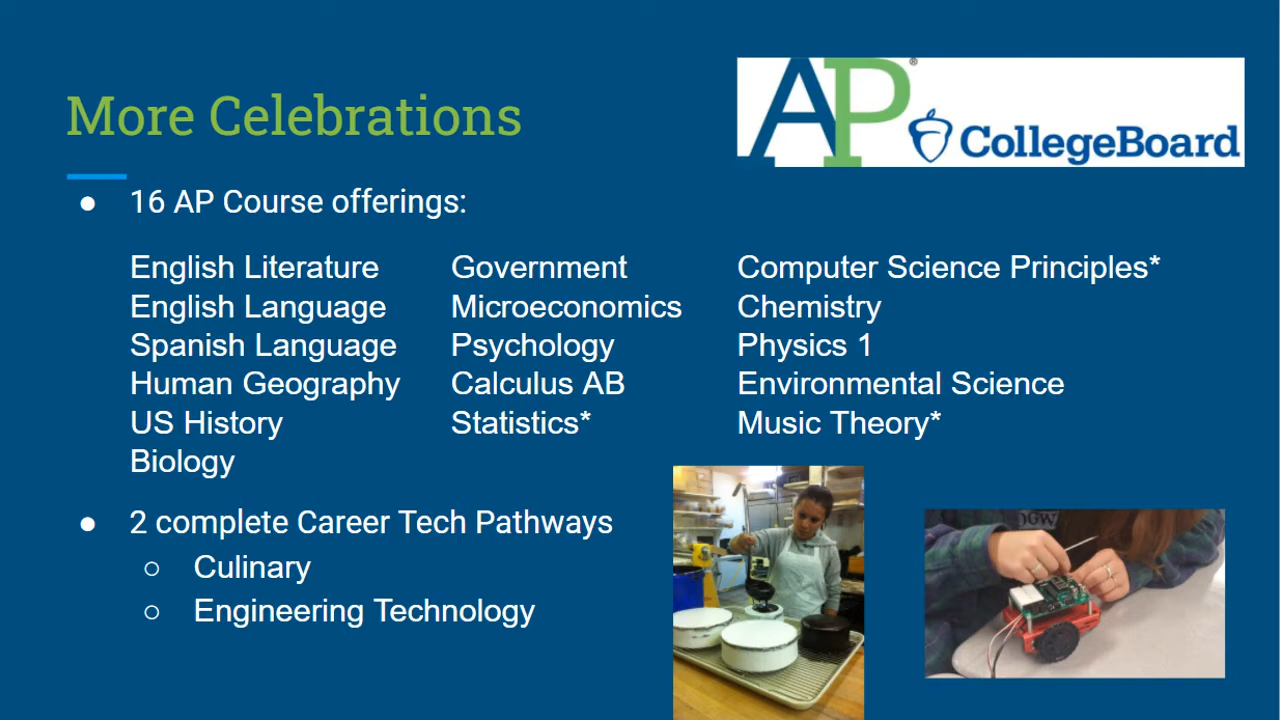 More Celebrations
AP®
CollegeBoard
● 16 AP Course offerings:
English Literature
English Language
Spanish Language
Human Geography
US History
Biology
Government
Microeconomics
Psychology
Calculus AB
Statistics*
Computer Science Principles*
Chemistry
Physics 1
Environmental Science
Music Theory*
● 2 complete Career Tech Pathways
○ Culinary
○ Engineering Technology